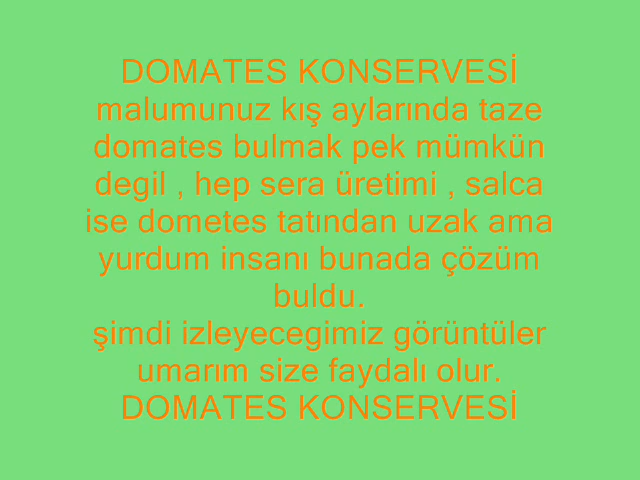 DOMATES KONSERVESİ
malumunuz kış aylarında taze
domates bulmak pek mümkün
degil , hep sera üretimi , salca
ise dometes tatından uzak ama
yurdum insanı bunada çözüm
buldu.
şimdi izleyecegimiz görüntüler
umarım size faydalı olur.
DOMATES KONSERVESİ